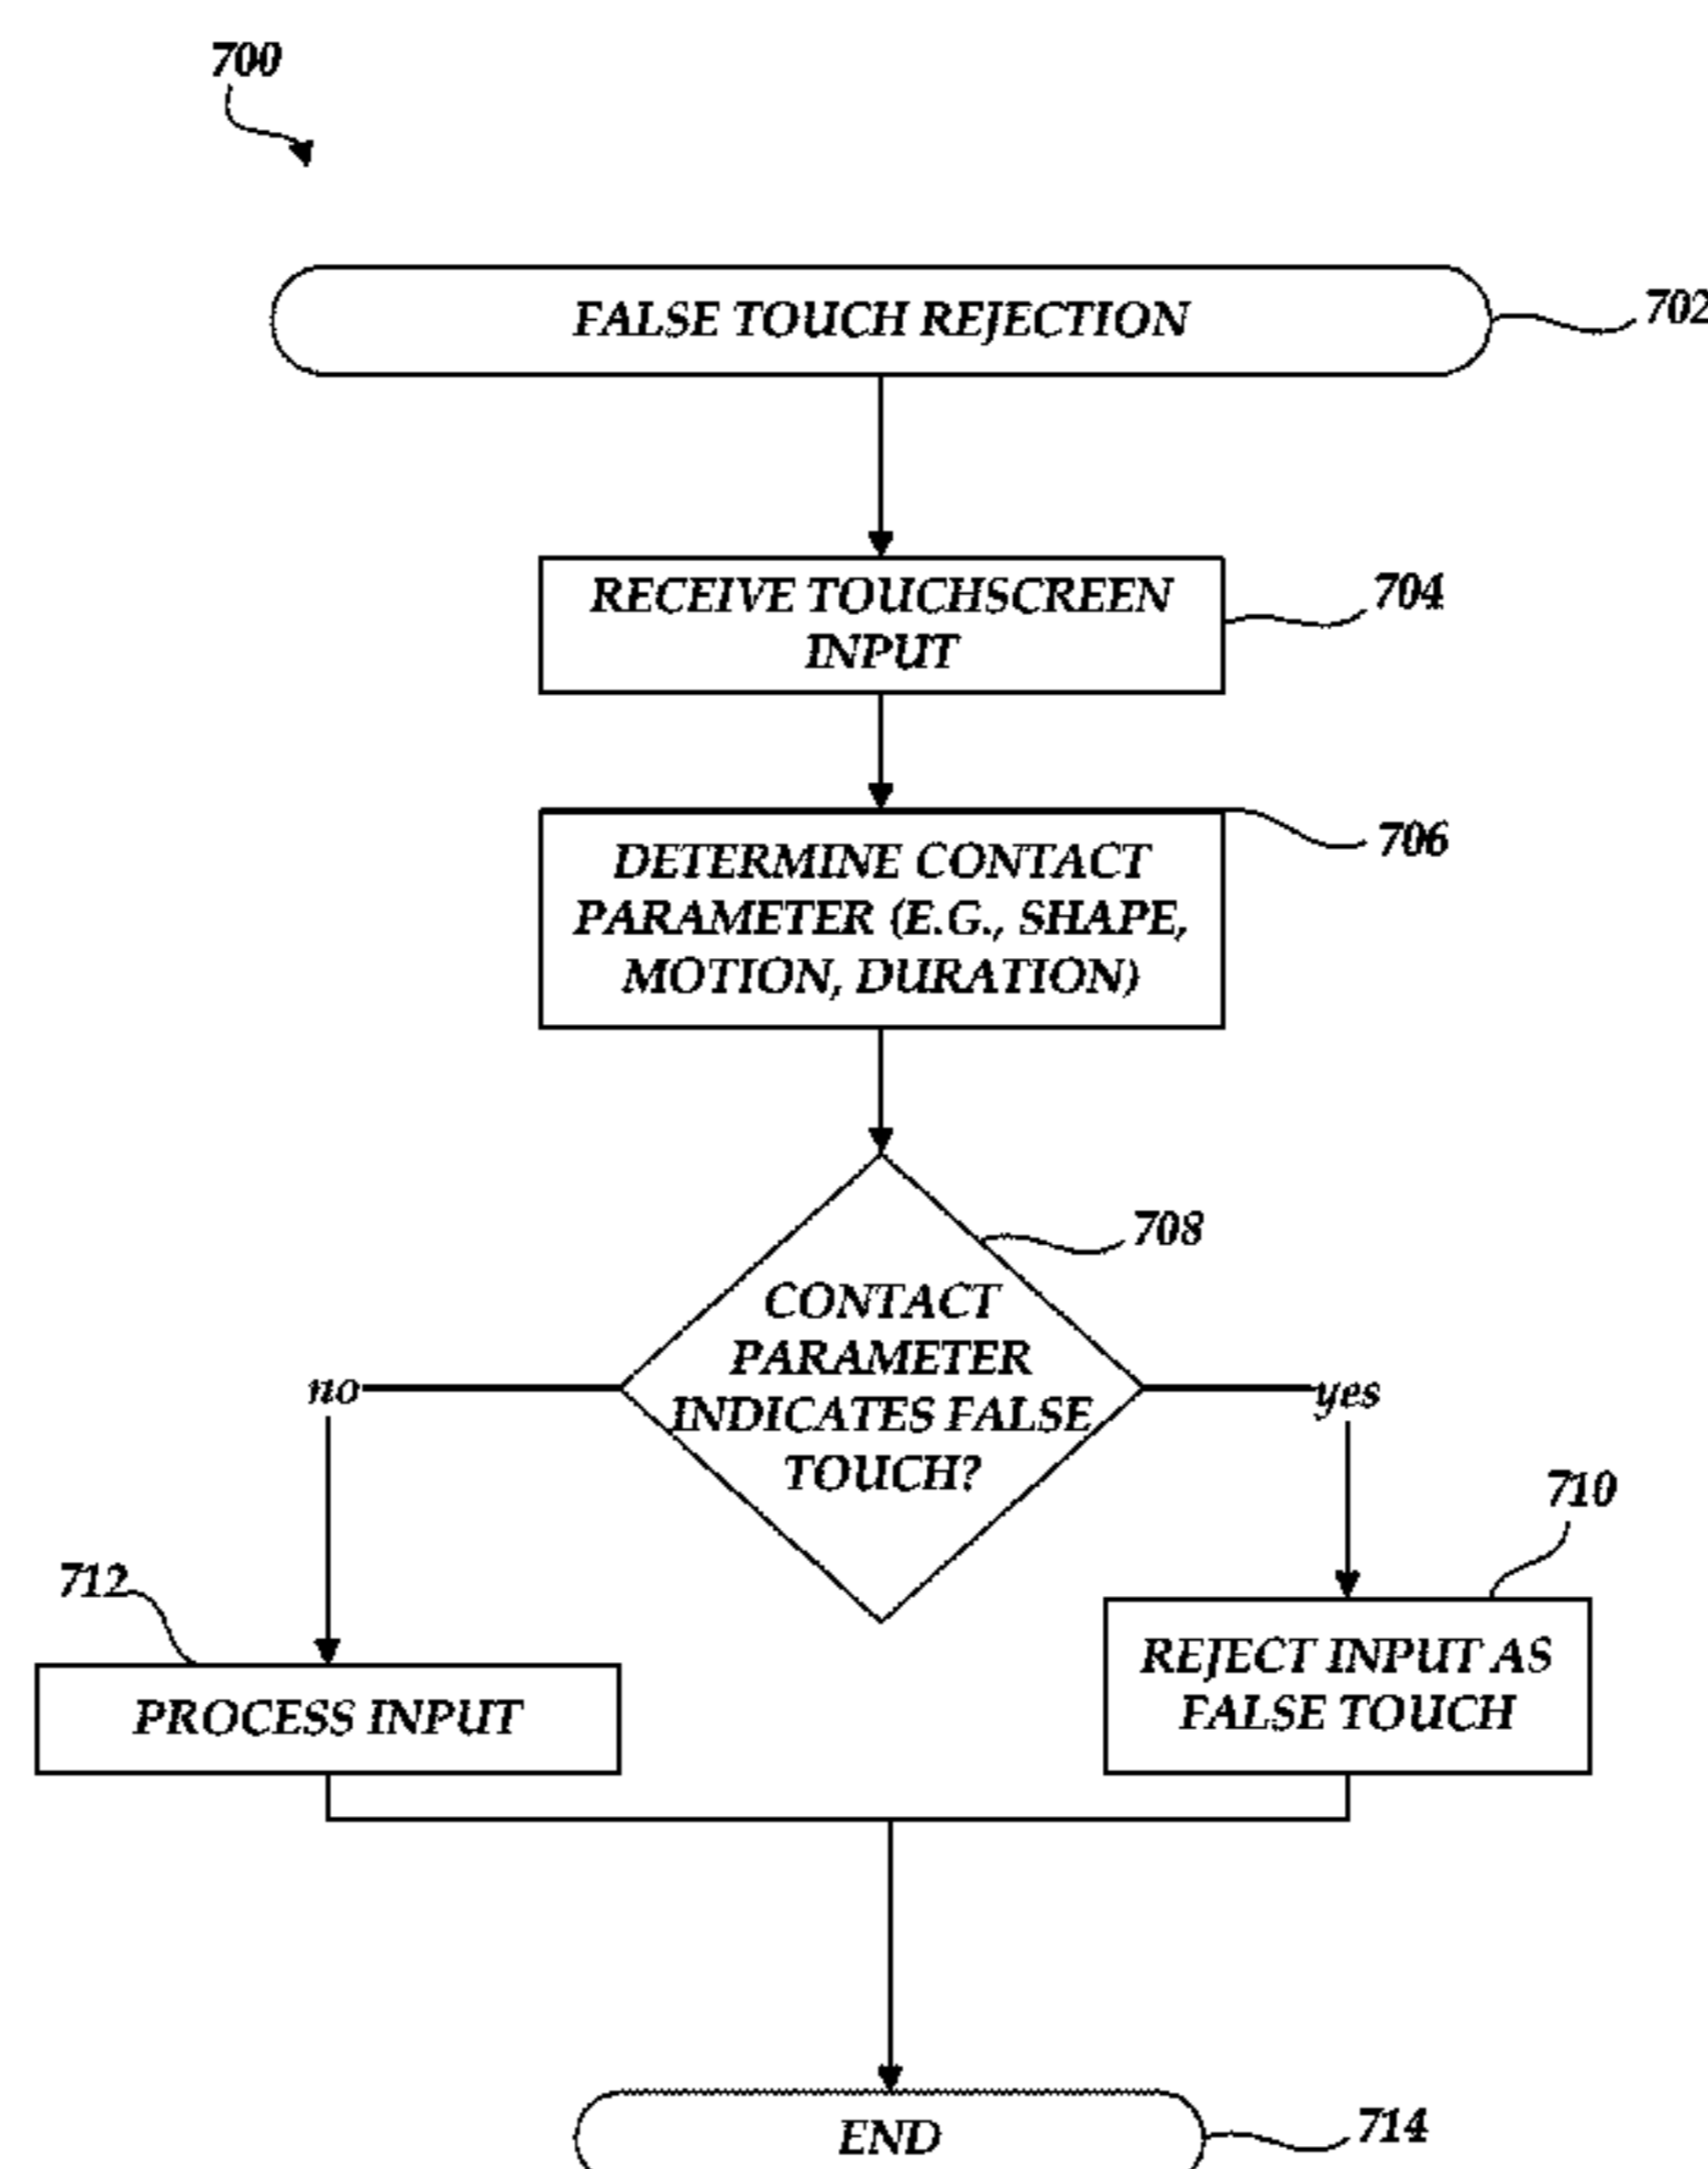 700
FALSE TOUCH REJECTION
702
RECEIVE TOUCHSCREEN
INPUT
704
DETERMINE CONTACT
PARAMETER (E.G., SHAPE,
MOTION, DURATION)
706
CONTACT
PARAMETER
INDICATES FALSE
TOUCH?
708
no
yes
712
PROCESS INPUT
710
REJECT INPUT AS
FALSE TOUCH
END
714